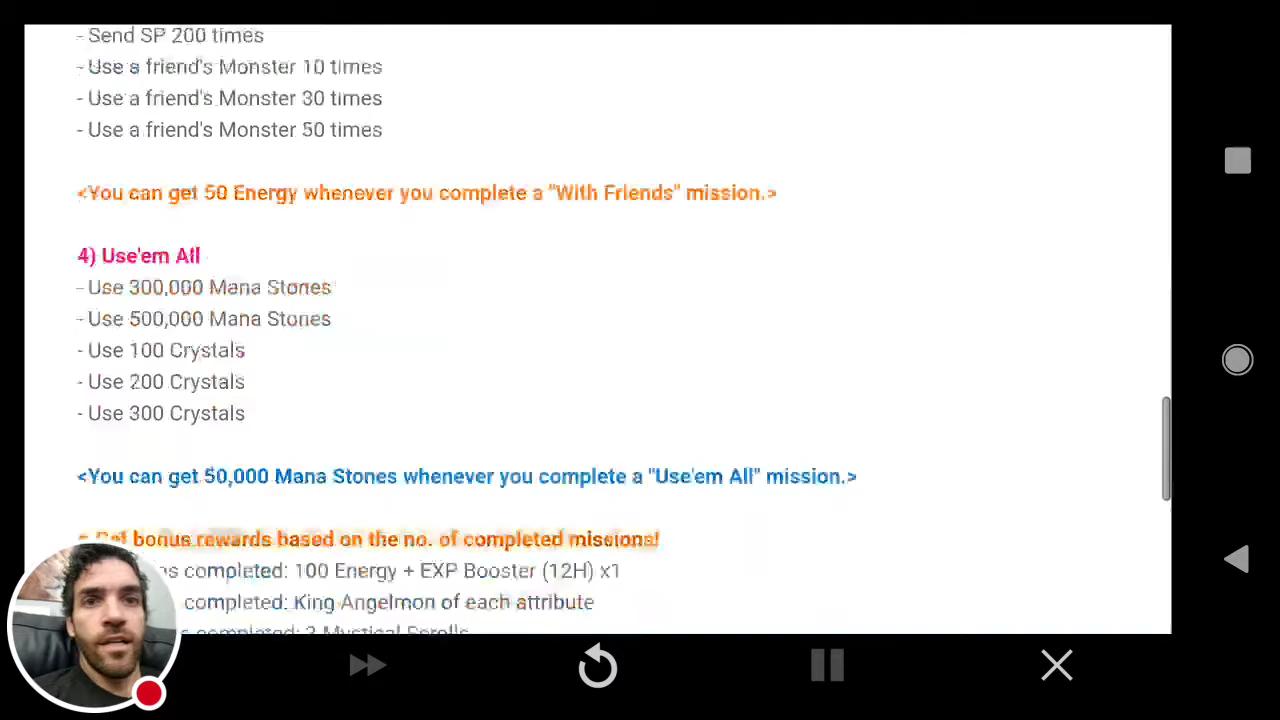 - Send SP 200 times
- Use a friend's Monster 10 times
- Use a friend's Monster 30 times
- Use a friend's Monster 50 times
<You can get 50 Energy whenever you complete a "With Friends" mission.>
4) Use'em All
- Use 300,000 Mana Stones
- Use 500,000 Mana Stones
- Use 100 Crystals
- Use 200 Crystals
- Use 300 Crystals
<You can get 50,000 Mana Stones whenever you complete a "Use'em All" mission.>
bonus rewards based on the no. of completed missions!
completed: 100 Energy + EXP Booster (12H) x1
completed: King Angelmon of each attribute
completed: 3 Mystical Scrolls